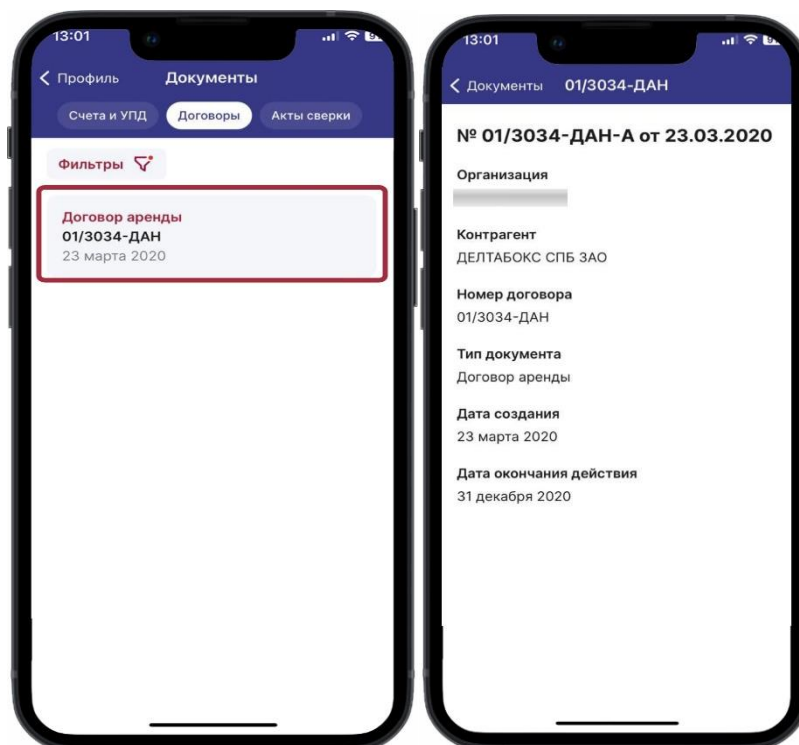 13:01
Профиль
Документы
Счета и УПД
Договоры
Акты сверки
Фильтры
Договор аренды
01/3034-ДАН
23 марта 2020
13:01
Документы
01/3034-ДАН
№ 01/3034-ДАН-А от 23.03.2020
Организация
Контрагент
ДЕЛТАБОКС СПБ ЗАО
Номер договора
01/3034-ДАН
Тип документа
Договор аренды
Дата создания
23 марта 2020
Дата окончания действия
31 декабря 2020